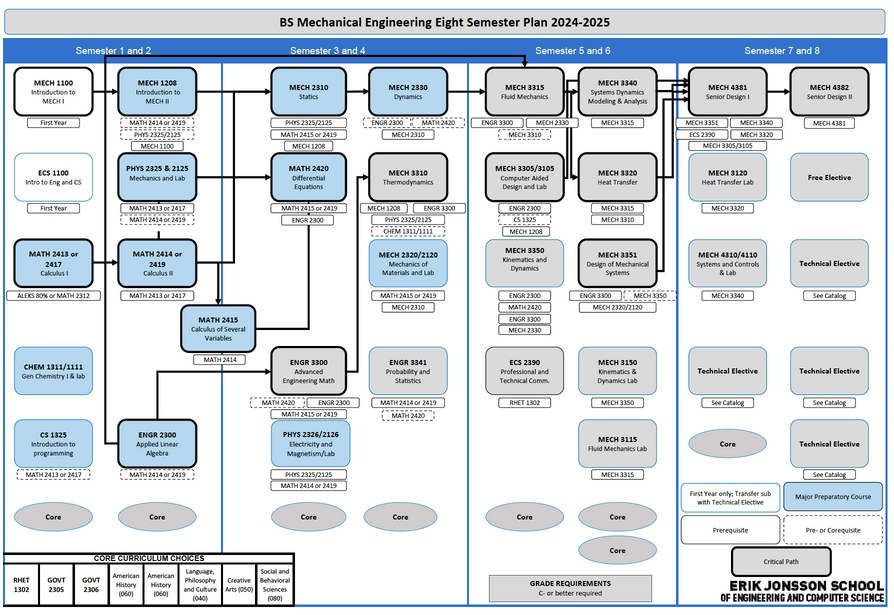 BS Mechanical Engineering Eight Semester Plan 2024-2025
Semester 1 and 2
Semester 3 and 4
Semester 5 and 6
Semester 7 and 8
MECH 1100
Introduction to
MECH I
First Year
ECS 1100
Intro to Eng and CS
First Year
MATH 2413 or
2417
Calculus I
ALEKS 80% or MATH 2312
CHEM 1311/1111
Gen Chemistry I & lab
CS 1325
Introduction to
programming
MATH 2413 or 2417
Core
MECH 1208
Introduction to
MECH II
MATH 2414 or 2419
PHYS 2325/2125
MECH 1100
PHYS 2325 & 2125
Mechanics and Lab
MATH 2413 or 2417
MATH 2414 or 2419
MATH 2414 or
2419
Calculus II
MATH 2413 or 2417
MATH 2415
Calculus of Several
Variables
MATH 2414
ENGR 2300
Applied Linear
Algebra
MATH 2414 or 2419
Core
MECH 2310
Statics
PHYS 2325/2125
MATH 2415 or 2419
MECH 1208
MATH 2420
Differential
Equations
MATH 2415 or 2419
ENGR 2300
ENGR 3300
Advanced
Engineering Math
MATH 2420
ENGR 2300
MATH 2415 or 2419
PHYS 2326/2126
Electricity and
Magnetism/Lab
PHYS 2325/2125
MATH 2414 or 2419
Core
MECH 2330
Dynamics
ENGR 2300
MATH 2420
MECH 2310
MECH 3310
Thermodynamics
MECH 1208
ENGR 3300
PHYS 2325/2125
CHEM 1311/1111
MECH 2320/2120
Mechanics of
Materials and Lab
MATH 2415 or 2419
MECH 2310
ENGR 3341
Probability and
Statistics
MATH 2414 or 2419
MATH 2420
Core
MECH 3315
Fluid Mechanics
ENGR 3300
MECH 2330
MECH 3310
MECH 3305/3105
Computer Aided
Design and Lab
ENGR 2300
CS 1325
MECH 1208
MECH 3350
Kinematics and
Dynamics
ENGR 2300
MATH 2420
ENGR 3300
MECH 2330
ECS 2390
Professional and
Technical Comm.
RHET 1302
Core
MECH 3340
Systems Dynamics
Modeling & Analysis
MECH 3315
MECH 3320
Heat Transfer
MECH 3315
MECH 3310
MECH 3351
Design of Mechanical
Systems
ENGR 3300
MECH 3350
MECH 2320/2120
MECH 3150
Kinematics &
Dynamics Lab
MECH 3350
MECH 3115
Fluid Mechanics Lab
MECH 3315
Core
Core
MECH 4381
Senior Design I
MECH 3351
MECH 3340
ECS 2390
MECH 3320
MECH 3305/3105
MECH 3120
Heat Transfer Lab
MECH 3320
MECH 4310/4110
Systems and Controls
& Lab
MECH 3340
Technical Elective
See Catalog
Core
MECH 4382
Senior Design II
MECH 4381
Free Elective
Technical Elective
See Catalog
Technical Elective
See Catalog
Technical Elective
See Catalog
First Year only; Transfer sub
with Technical Elective
Major Preparatory Course
Prerequisite
Pre- or Corequisite
Critical Path
CORE CURRICULUM CHOICES
RHET
1302
GOVT
2305
GOVT
2306
American
History
(060)
American
History
(060)
Language,
Philosophy
and Culture
(040)
Creative
Arts (050)
Social and
Behavioral
Sciences
(080)
GRADE REQUIREMENTS
C- or better required
ERIK JONSSON SCHOOL
OF ENGINEERING AND COMPUTER SCIENCE